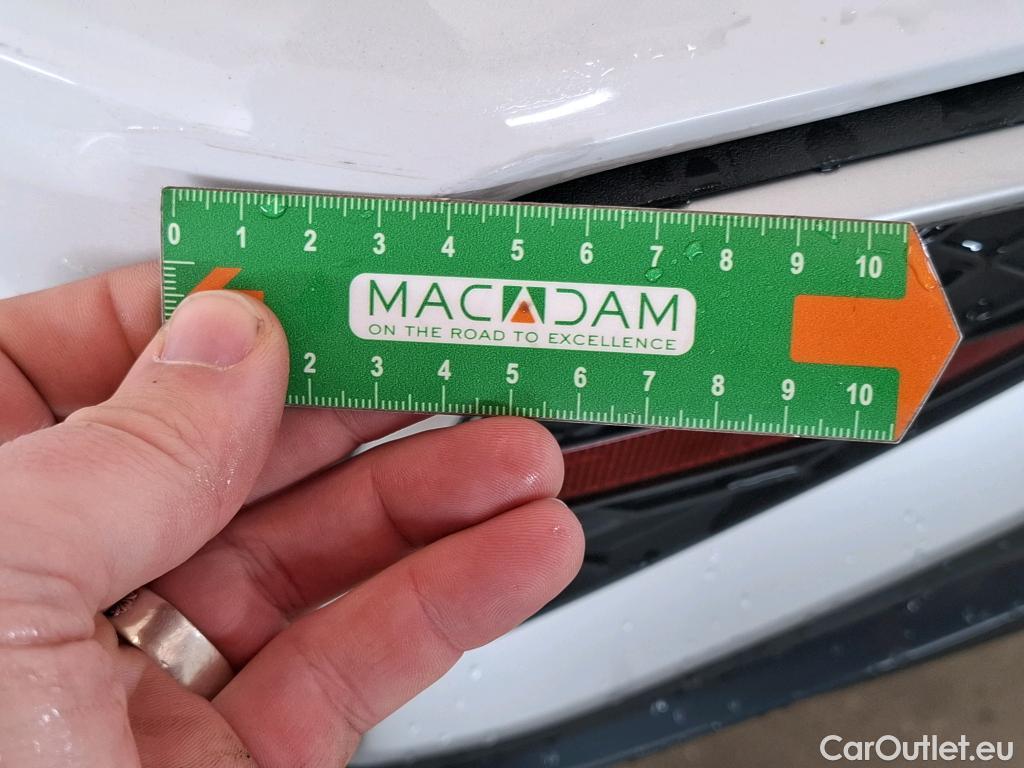 0 1 2 3 4 5 6 7 8 9 10
MACADAM
ON THE ROAD TO EXCELLENCE
2 3 4 5 6 7 8 9 10
CarOutlet.eu